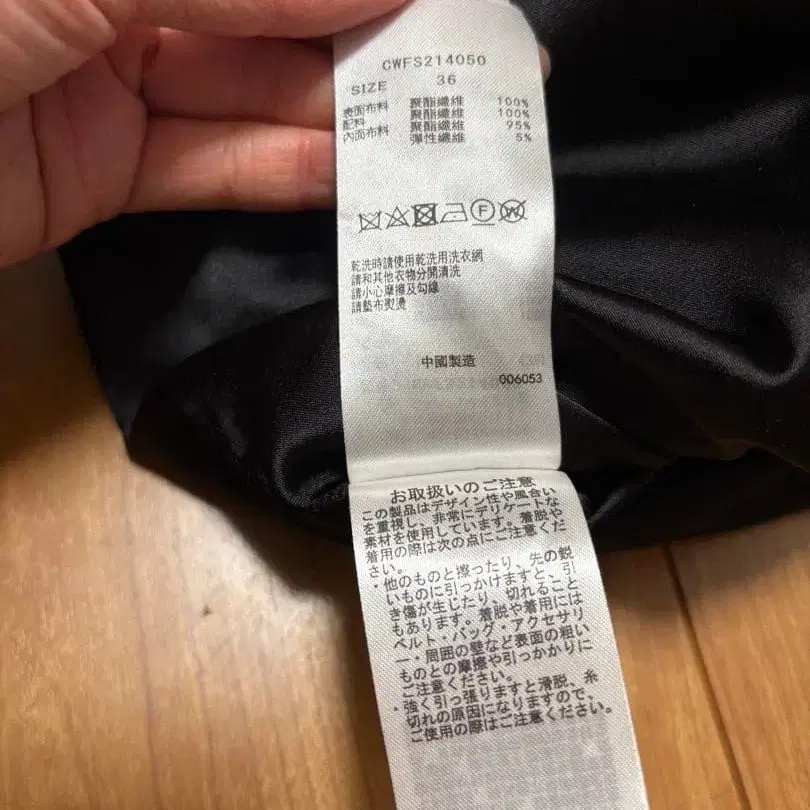 CWFS214050
SIZE 36
表面布料 聚酯纖維 100%
配料 聚酯纖維 100%
內面布料 聚酯纖維 95%
彈性纖維 5%
F W
乾洗時請使用乾洗用洗衣網
請和其他衣物分開清洗
請小心摩擦及勾線
請墊布熨燙
中國製造
006053
お取扱いのご注意
この製品はデザイン性や風合い
を重視し、非常にデリケートな
素材を使用しています。着脱や
着用の際は次の点にご注意くだ
さい。
・他のものと擦ったり、先の鋭
いものに引っかけますと、引
き傷が生じたり、切れること
もあります。着脱や着用には
ベルト・バッグ・アクセサリ
ー・周囲の壁など表面の粗い
ものとの摩擦や引っかかりに
ご注意ください。
・強く引っ張りますと滑脱、糸
切れの原因になりますので、
ご使用の際はご注意ください。